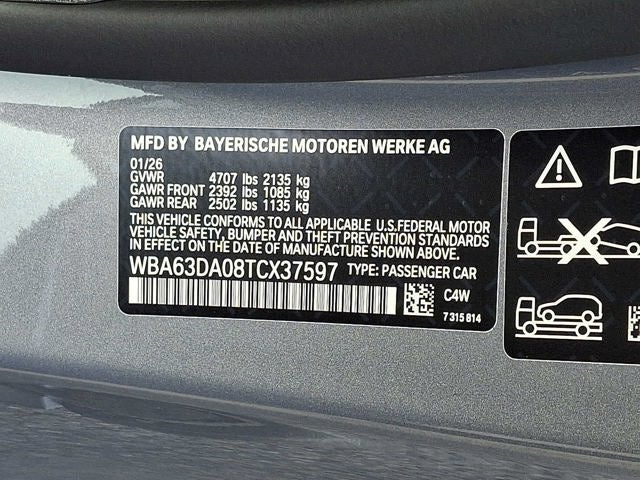 MFD BY BAYERISCHE MOTOREN WERKE AG
01/26
GVWR 4707 lbs 2135 kg
GAWR FRONT 2392 lbs 1085 kg
GAWR REAR 2502 lbs 1135 kg
THIS VEHICLE CONFORMS TO ALL APPLICABLE U.S.FEDERAL MOTOR
VEHICLE SAFETY, BUMPER AND THEFT PREVENTION STANDARDS
IN EFFECT ON THE DATE OF MANUFACTURE SHOWN ABOVE.
WBA63DA08TCX37597 TYPE: PASSENGER CAR
C4W
7 315 814